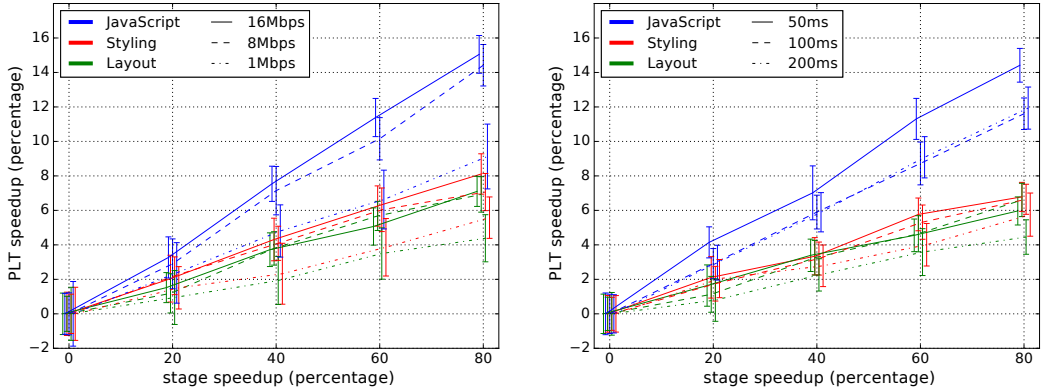 JavaScript 16Mbps
Styling 8Mbps
Layout 1Mbps
PLT speedup (percentage)
16
14
12
10
8
6
4
2
0
−2
0 20 40 60 80
stage speedup (percentage)
JavaScript 50ms
Styling 100ms
Layout 200ms
PLT speedup (percentage)
16
14
12
10
8
6
4
2
0
−2
0 20 40 60 80
stage speedup (percentage)